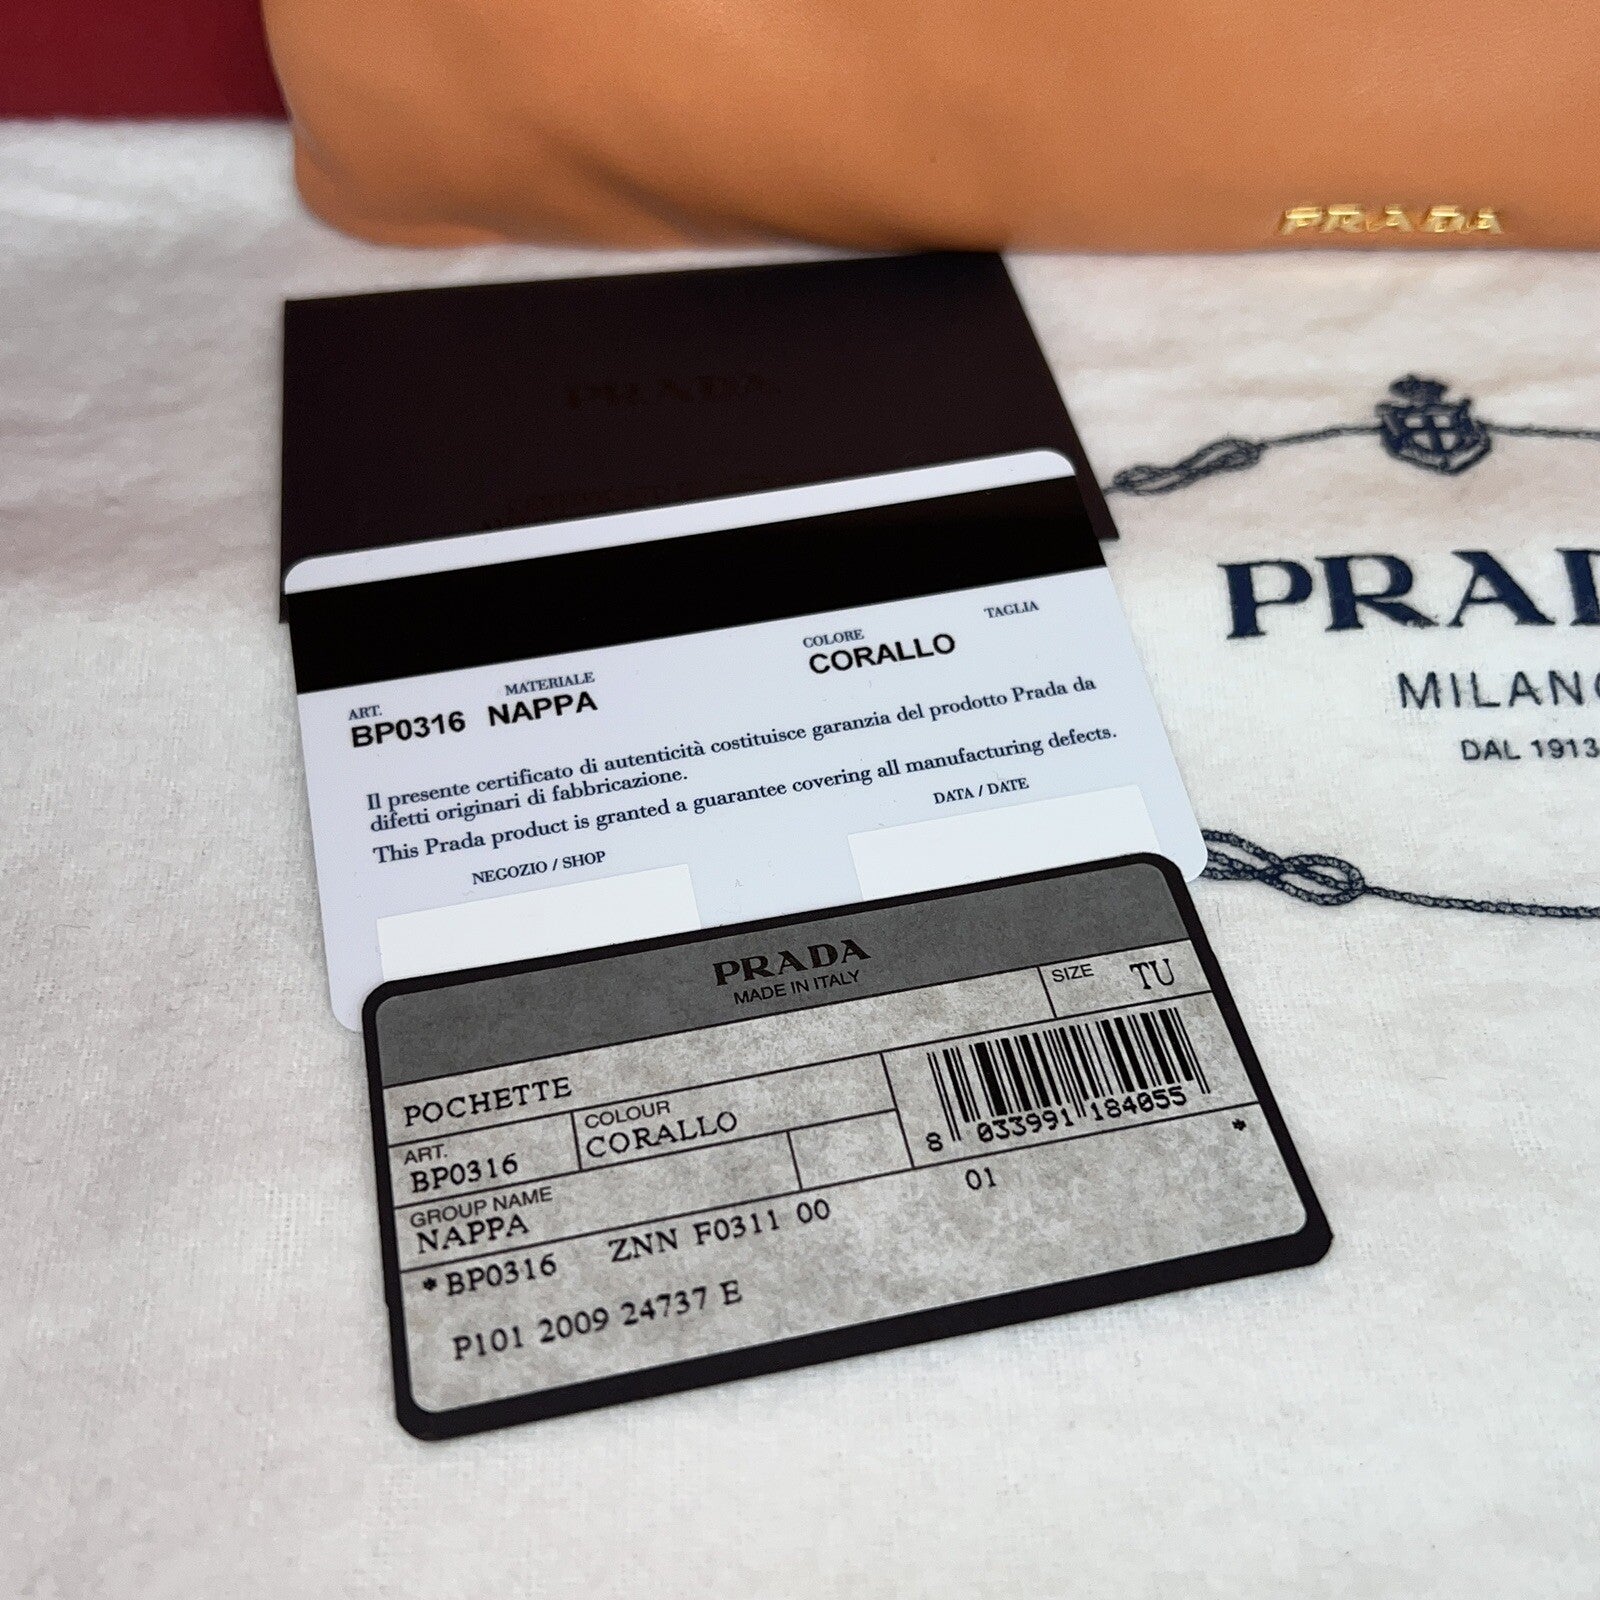 PRADA
PRADA
PRADA
MILANO
DAL 1913
ART.
BP0316
MATERIALE
NAPPA
COLORE
CORALLO
TAGLIA
Il presente certificato di autenticità costituisce garanzia del prodotto Prada da
difetti originari di fabbricazione.
This Prada product is granted a guarantee covering all manufacturing defects.
NEGOZIO / SHOP
DATA / DATE
PRADA
MADE IN ITALY
SIZE TU
POCHETTE
ART.
BP0316
COLOUR
CORALLO
8 033991 184055
GROUP NAME
NAPPA
* BP0316 ZNN F0311 00 01 *
P101 2009 24737 E